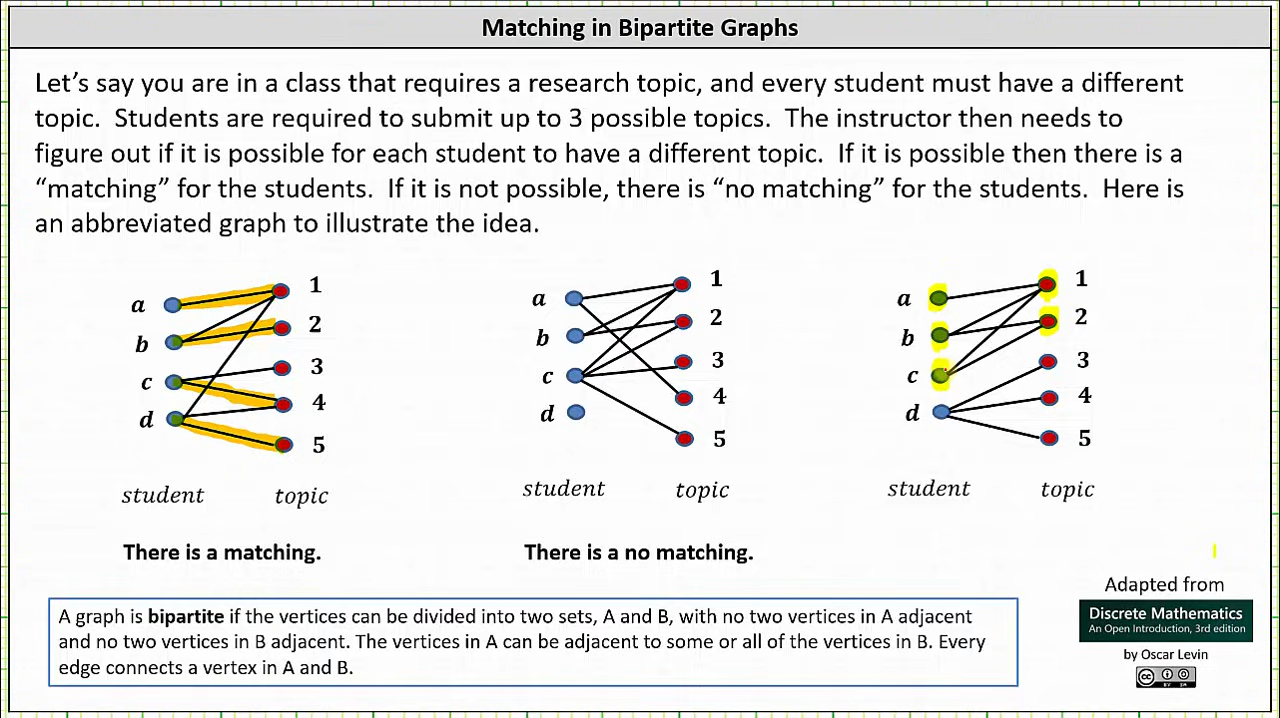 Matching in Bipartite Graphs
Let's say you are in a class that requires a research topic, and every student must have a different
topic.  Students are required to submit up to 3 possible topics.  The instructor then needs to
figure out if it is possible for each student to have a different topic.  If it is possible then there is a
“matching” for the students.  If it is not possible, there is “no matching” for the students.  Here is
an abbreviated graph to illustrate the idea.
a
b
c
d
1
2
3
4
5
student topic
There is a matching.
a
b
c
d
1
2
3
4
5
student topic
There is a no matching.
a
b
c
d
1
2
3
4
5
student topic
A graph is bipartite if the vertices can be divided into two sets, A and B, with no two vertices in A adjacent
and no two vertices in B adjacent. The vertices in A can be adjacent to some or all of the vertices in B. Every
edge connects a vertex in A and B.
Adapted from
Discrete Mathematics
An Open Introduction, 3rd edition
by Oscar Levin
CC BY SA